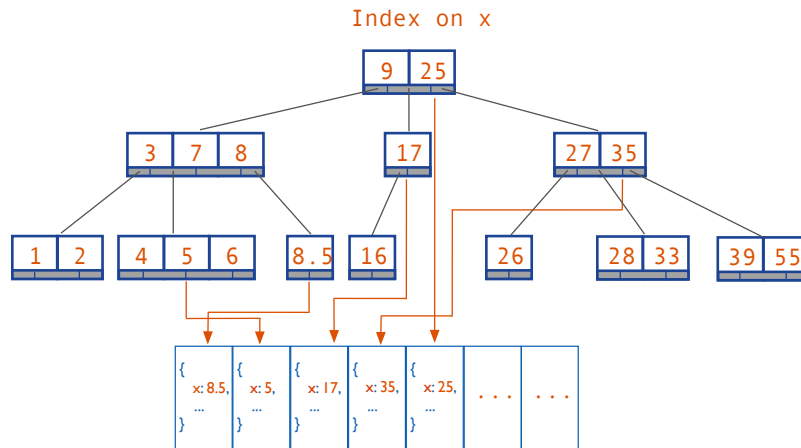 Index on x
9 25
3 7 8
17
27 35
1 2
4 5 6
8.5
16
26
28 33
39 55
{
x: 8.5,
...
}
{
x: 5,
...
}
{
x: 17,
...
}
{
x: 35,
...
}
{
x: 25,
...
}
. . .
. . .